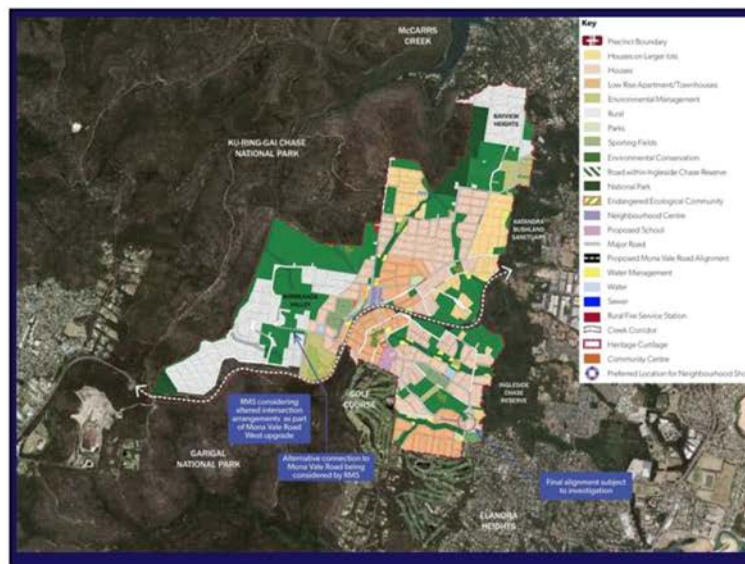 McCARRS
CREEK
KU-RING-GAI CHASE
NATIONAL PARK
BAYVIEW
HEIGHTS
KATANDRA
BUSHLAND
SANCTUARY
VALLEY
INGLESIDE
CHASE
RESERVE
GOLF
COURSE
GARIGAL
NATIONAL PARK
ELANORA
HEIGHTS
RMS considering
altered intersection
arrangements as part
of Mona Vale Road
West upgrade
Alternative connection to
Mona Vale Road being
considered by RMS
Final alignment subject
to investigation
Key
Precinct Boundary
Houses on Larger lots
Houses
Low Rise Apartment/Townhouses
Environmental Management
Rural
Parks
Sporting Fields
Environmental Conservation
Road within Ingleside Chase Reserve
National Park
Endangered Ecological Community
Neighbourhood Centre
Proposed School
Major Road
Proposed Mona Vale Road Alignment
Water Management
Water
Sewer
Rural Fire Service Station
Creek Corridor
Heritage Curtilage
Community Centre
Preferred Location for Neighbourhood Sho